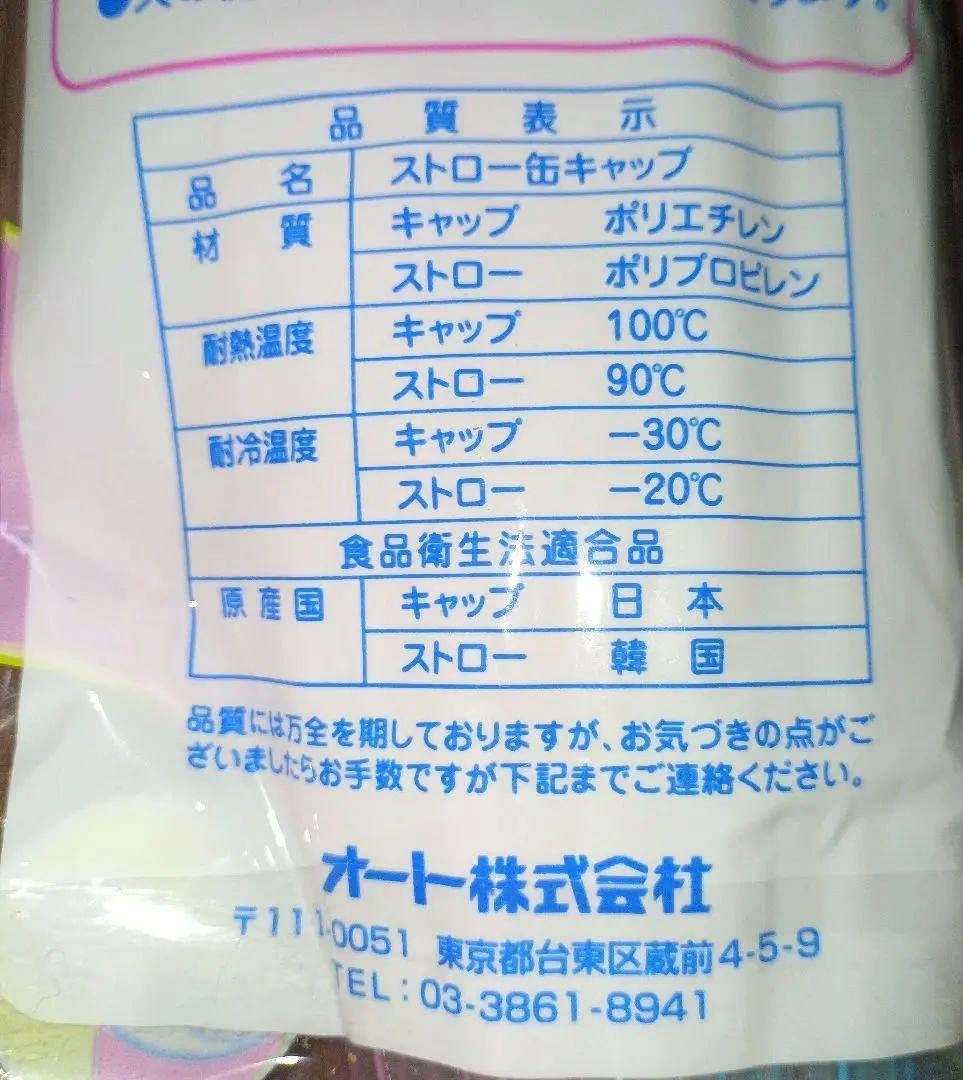 品質表示
品名 ストロー缶キャップ
材質 キャップ ポリエチレン
ストロー ポリプロピレン
耐熱温度 キャップ 100℃
ストロー 90℃
耐冷温度 キャップ −30℃
ストロー −20℃
食品衛生法適合品
原産国 キャップ 日本
ストロー 韓国
品質には万全を期しておりますが、お気づきの点がご
ざいましたらお手数ですが下記までご連絡ください。
オート株式会社
〒111-0051 東京都台東区蔵前4-5-9
TEL:03-3861-8941